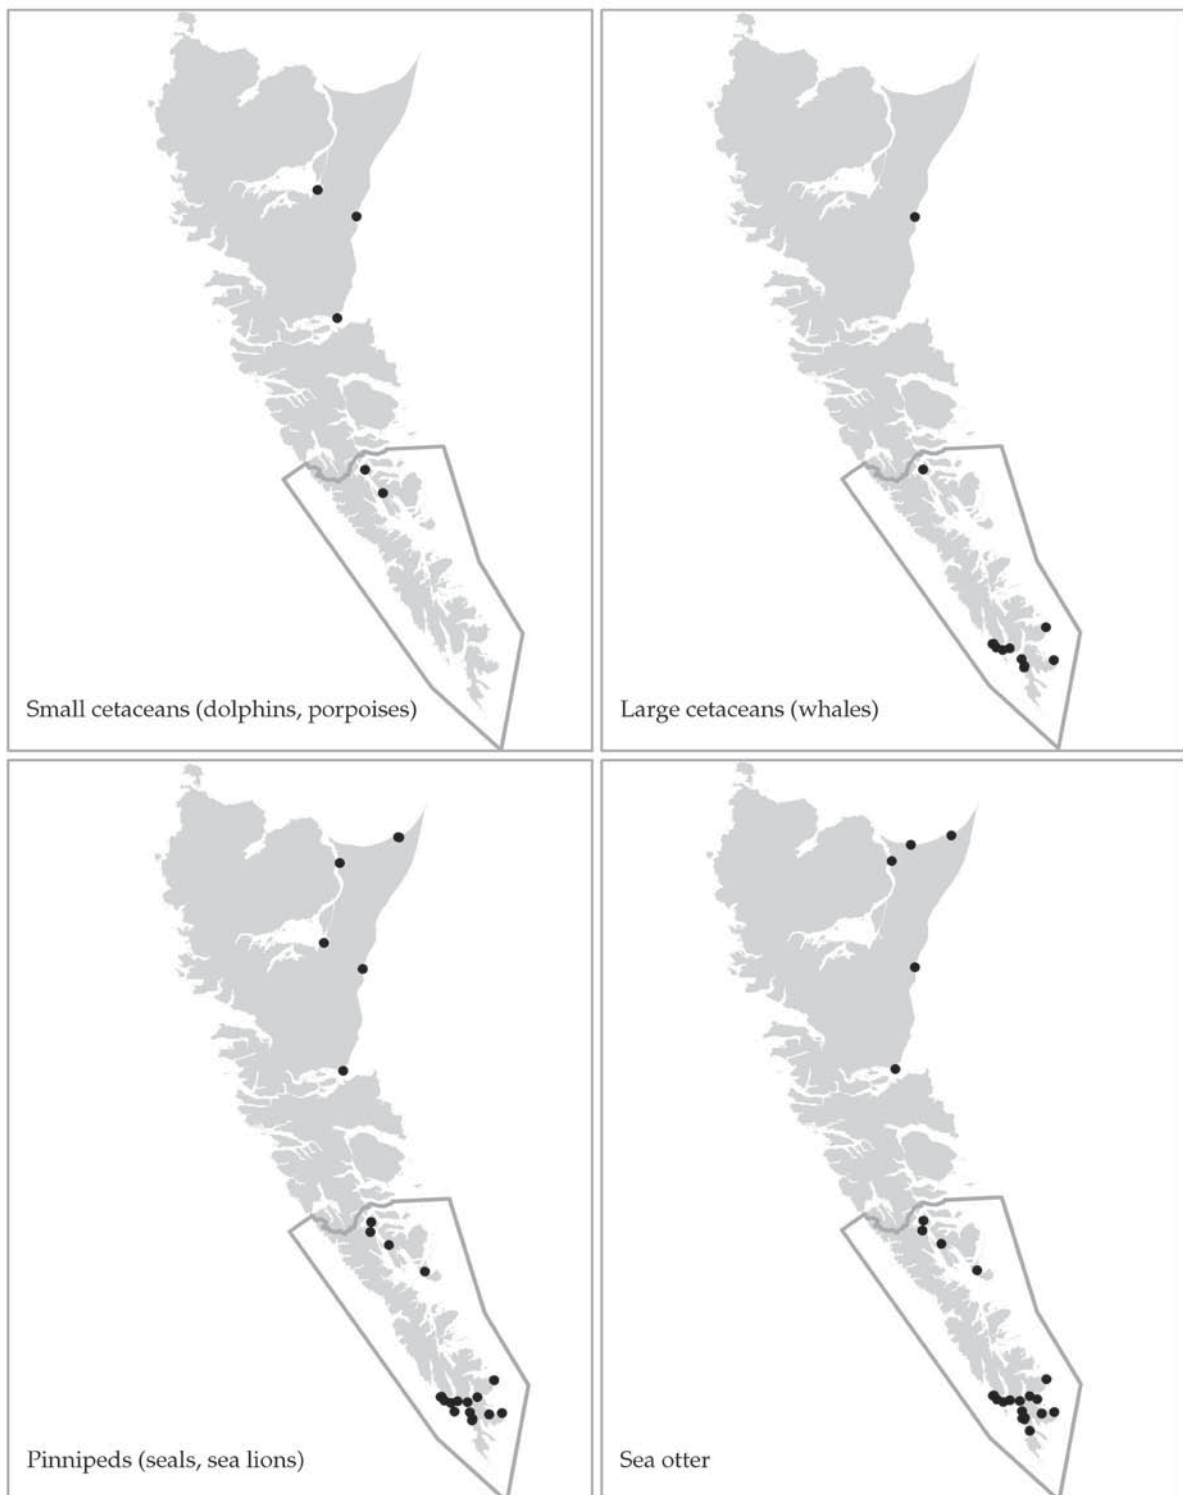 Small cetaceans (dolphins, porpoises)
Large cetaceans (whales)
Pinnipeds (seals, sea lions)
Sea otter